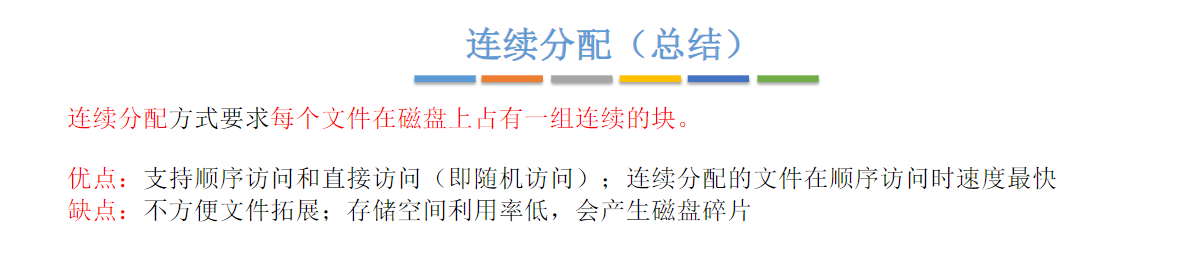 连续分配（总结）
连续分配方式要求每个文件在磁盘上占有一组连续的块。
优点：支持顺序访问和直接访问（即随机访问）；连续分配的文件在顺序访问时速度最快
缺点：不方便文件拓展；存储空间利用率低，会产生磁盘碎片